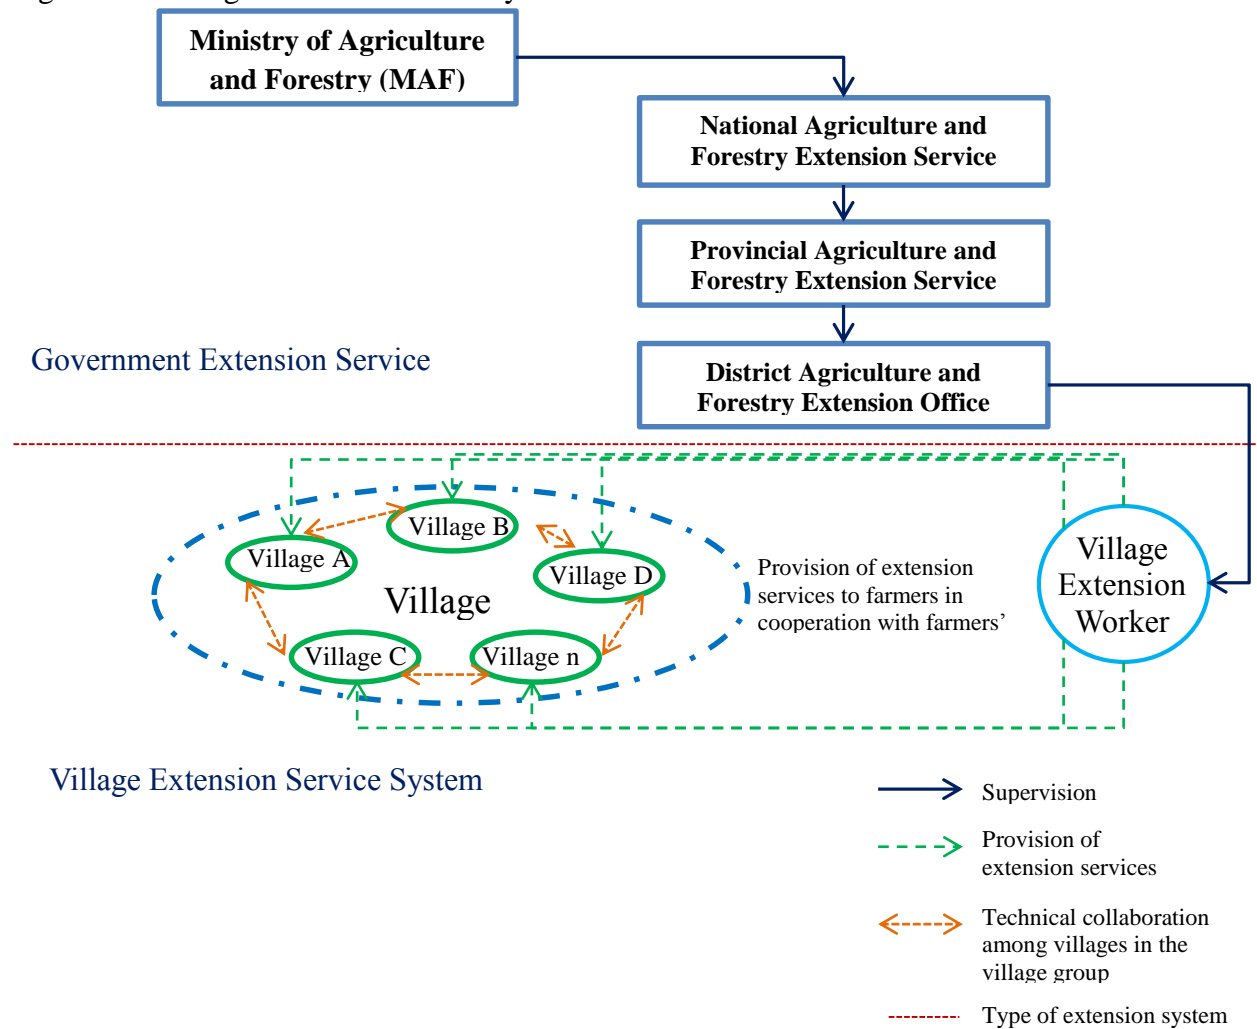 Ministry of Agriculture
and Forestry (MAF)
National Agriculture and
Forestry Extension Service
Provincial Agriculture and
Forestry Extension Service
Government Extension Service
District Agriculture and
Forestry Extension Office
Village B
Village A
Village D
Village
Village C
Village n
Provision of extension
services to farmers in
cooperation with farmers’
Village
Extension
Worker
Village Extension Service System
Supervision
Provision of
extension services
Technical collaboration
among villages in the
village group
Type of extension system